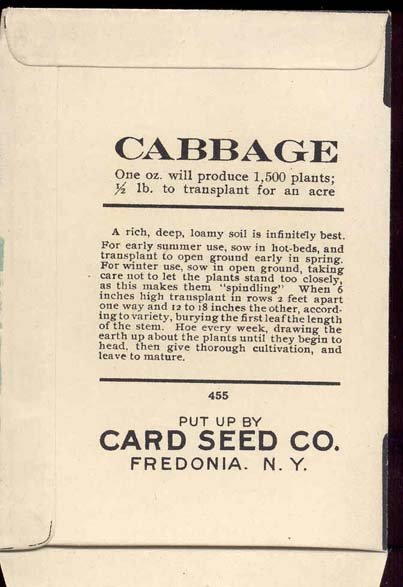 CABBAGE
One oz. will produce 1,500 plants;
½ lb. to transplant for an acre
A rich, deep, loamy soil is infinitely best.
For early summer use, sow in hot-beds, and
transplant to open ground early in spring.
For winter use, sow in open ground, taking
care not to let the plants stand too closely,
as this makes them "spindling" When 6
inches high transplant in rows 2 feet apart
one way and 12 to 18 inches the other, accord-
ing to variety, burying the first leaf the length
of the stem. Hoe every week, drawing the
earth up about the plants until they begin to
head, then give thorough cultivation, and
leave to mature.
455
PUT UP BY
CARD SEED CO.
FREDONIA. N. Y.